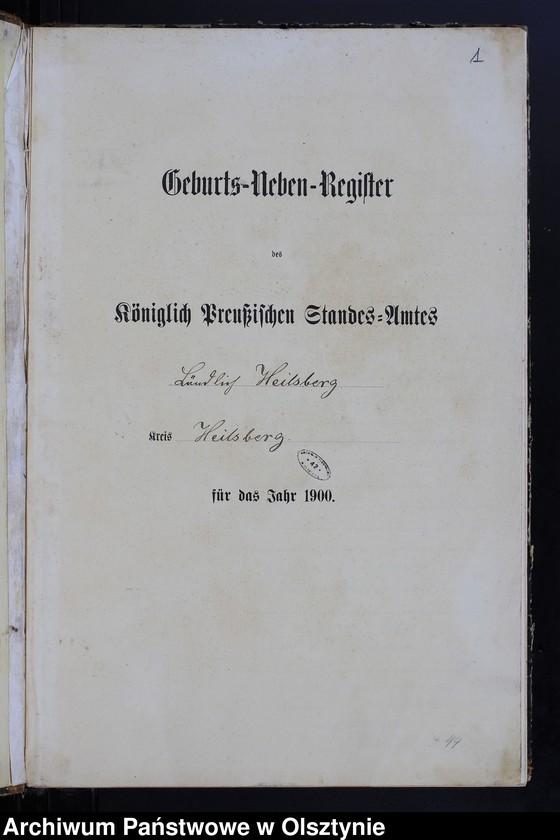 1
Geburts-Neben-Register
des
Königlich Preußischen Standes-Amtes
Ländlich Heilsberg
Kreis Heilsberg
für das Jahr 1900.
Archiwum Państwowe w Olsztynie